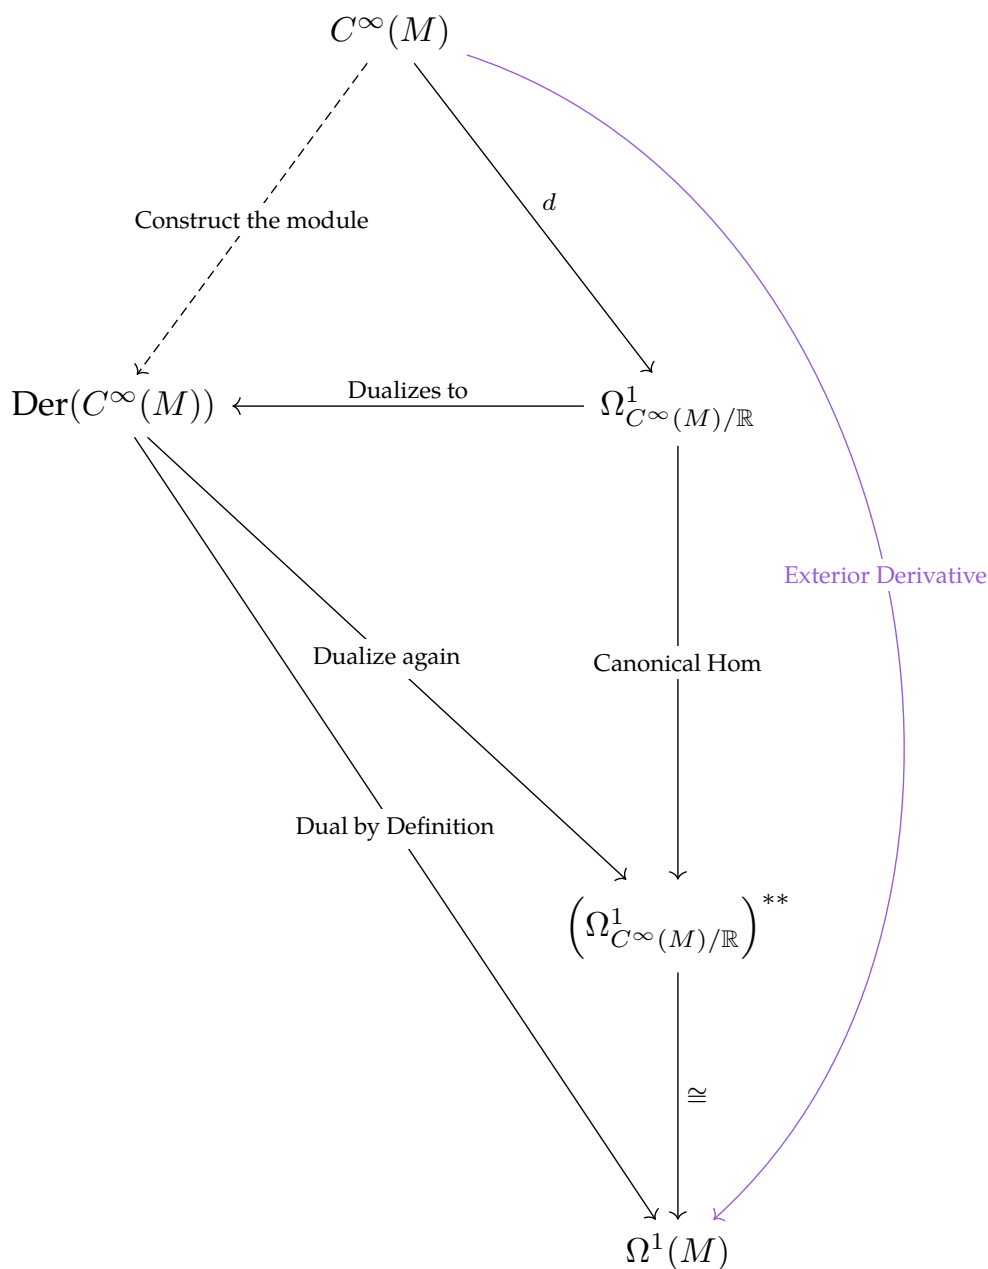 C^∞(M)
d
Construct the module
Der(C^∞(M))
Dualizes to
Ω^1_{C^∞(M)/ℝ}
Exterior Derivative
Dualize again
Canonical Hom
Dual by Definition
(Ω^1_{C^∞(M)/ℝ})^{**}
≅
Ω^1(M)